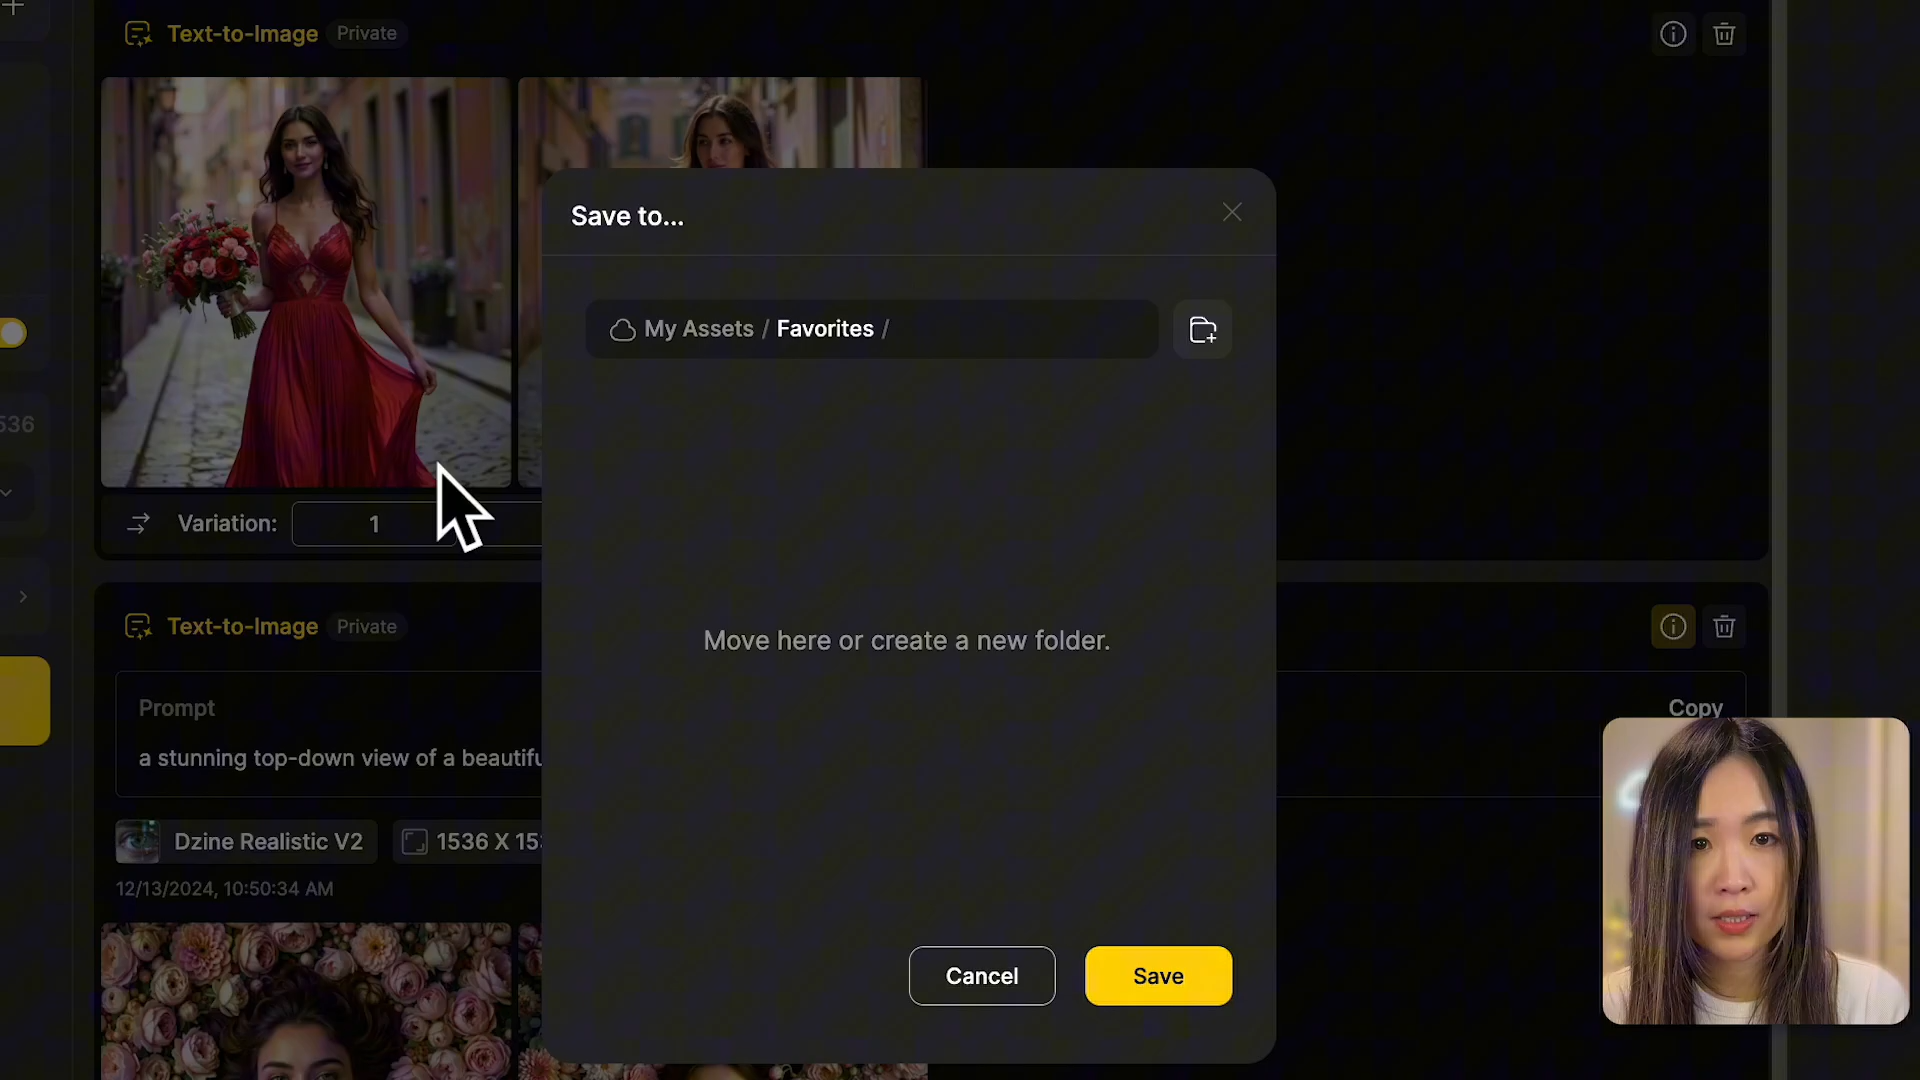 Text-to-Image Private
Save to...
My Assets / Favorites /
536
Variation: 1
Move here or create a new folder.
Text-to-Image Private
Prompt
Copy
a stunning top-down view of a beautifu
Dzine Realistic V2
1536 X 15
12/13/2024, 10:50:34 AM
Cancel
Save